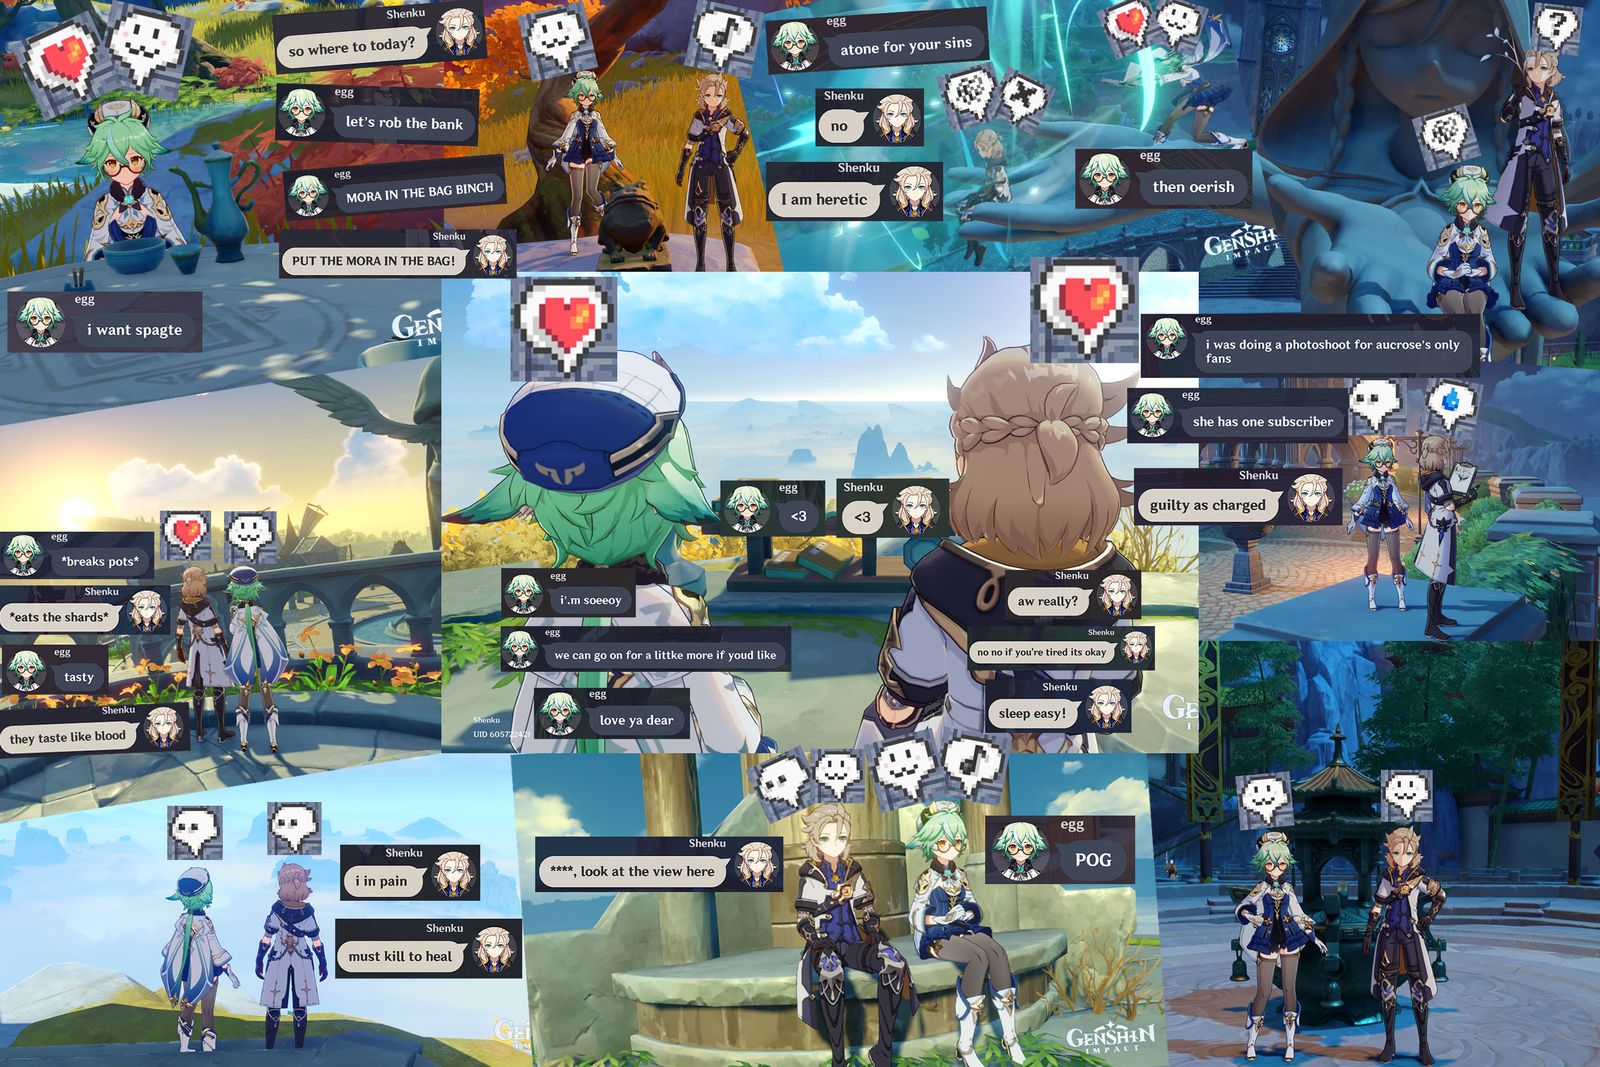 Shenku
so where to today?
egg
let's rob the bank
egg
MORA IN THE BAG BINCH
Shenku
PUT THE MORA IN THE BAG!
egg
atone for your sins
Shenku
no
Shenku
I am heretic
egg
then oerish
GENSHIN
IMPACT
egg
i want spagte
GEN
IM
egg
i was doing a photoshoot for aucrose's only
fans
egg
she has one subscriber
Shenku
guilty as charged
egg
<3
Shenku
<3
egg
*breaks pots*
Shenku
*eats the shards*
egg
tasty
Shenku
they taste like blood
egg
i'.m soeeoy
Shenku
aw really?
egg
we can go on for a littke more if youd like
Shenku
no no if you're tired its okay
egg
love ya dear
Shenku
sleep easy!
Shenku
UID 605722421
GE
Shenku
i in pain
Shenku
must kill to heal
Shenku
****, look at the view here
egg
POG
GENSHIN
IMPACT